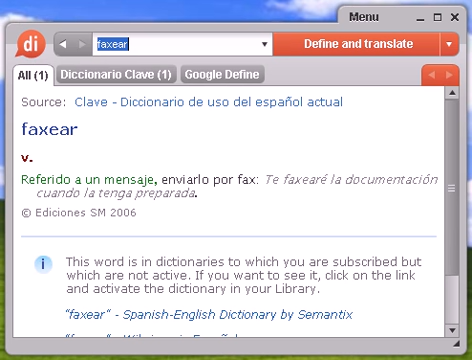 Menu
di
faxear
Define and translate
All (1)
Diccionario Clave (1)
Google Define
Source: Clave - Diccionario de uso del español actual
faxear
v.
Referido a un mensaje, enviarlo por fax: Te faxearé la documentación
cuando la tenga preparada.
© Ediciones SM 2006
i
This word is in dictionaries to which you are subscribed but
which are not active. If you want to see it, click on the link
and activate the dictionary in your Library.
"faxear" - Spanish-English Dictionary by Semantix